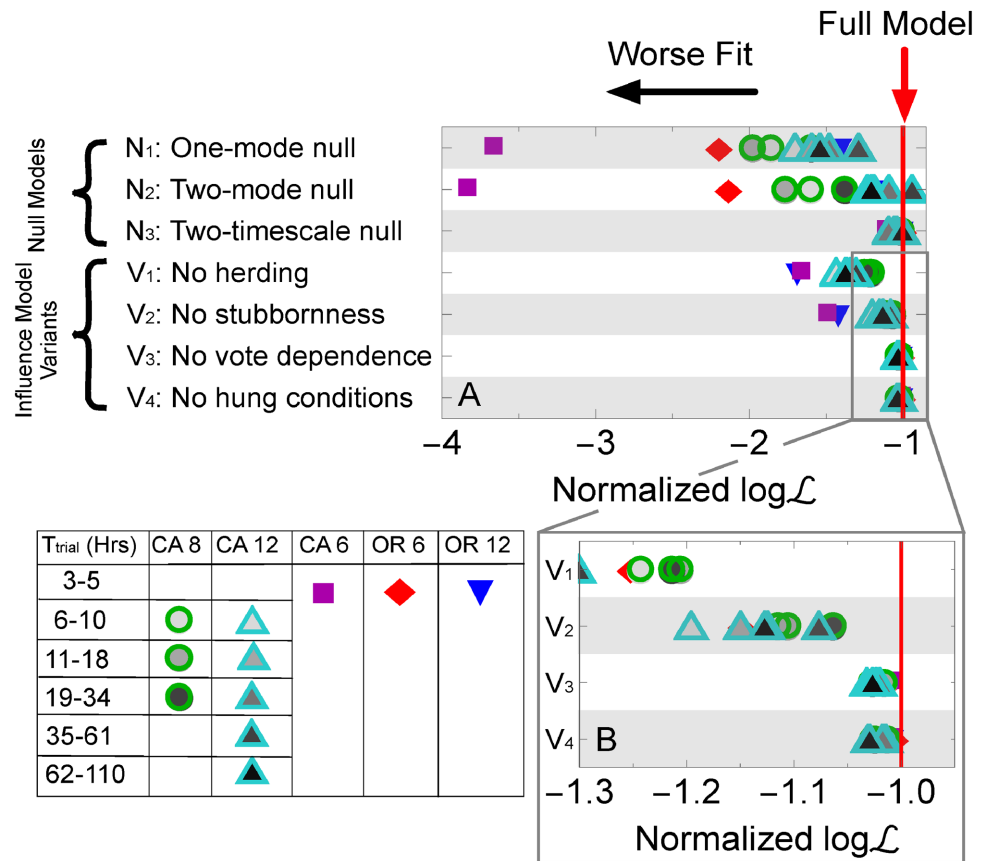 Full Model
Worse Fit
Null Models
N1: One-mode null
N2: Two-mode null
N3: Two-timescale null
Influence Model
Variants
V1: No herding
V2: No stubbornness
V3: No vote dependence
V4: No hung conditions
A
−4 −3 −2 −1
Normalized logℒ
Ttrial (Hrs) CA 8 CA 12 CA 6 OR 6 OR 12
3-5
6-10
11-18
19-34
35-61
62-110
V1
V2
V3
V4
B
−1.3 −1.2 −1.1 −1.0
Normalized logℒ